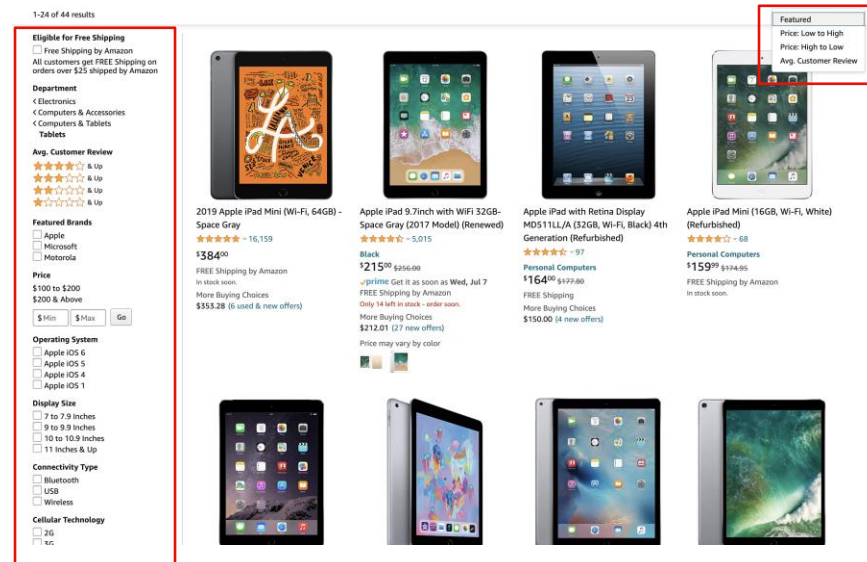 1-24 of 44 results
Featured
Price: Low to High
Price: High to Low
Avg. Customer Review
Eligible for Free Shipping
Free Shipping by Amazon
All customers get FREE Shipping on
orders over $25 shipped by Amazon
Department
< Electronics
< Computers & Accessories
< Computers & Tablets
Tablets
Avg. Customer Review
& Up
& Up
& Up
& Up
Featured Brands
Apple
Microsoft
Motorola
Price
$100 to $200
$200 & Above
$ Min $ Max Go
Operating System
Apple iOS 6
Apple iOS 5
Apple iOS 4
Apple iOS 1
Display Size
7 to 7.9 Inches
9 to 9.9 Inches
10 to 10.9 Inches
11 Inches & Up
Connectivity Type
Bluetooth
USB
Wireless
Cellular Technology
2G
3G
2019 Apple iPad Mini (Wi-Fi, 64GB) -
Space Gray
16,159
$38400
FREE Shipping by Amazon
In stock soon.
More Buying Choices
$353.28 (6 used & new offers)
Apple iPad 9.7inch with WiFi 32GB-
Space Gray (2017 Model) (Renewed)
5,015
Black
$21500 $256.00
prime Get it as soon as Wed, Jul 7
FREE Shipping by Amazon
Only 14 left in stock - order soon.
More Buying Choices
$212.01 (27 new offers)
Price may vary by color
Apple iPad with Retina Display
MD511LL/A (32GB, Wi-Fi, Black) 4th
Generation (Refurbished)
97
Personal Computers
$16400 $177.80
FREE Shipping
More Buying Choices
$150.00 (4 new offers)
Apple iPad Mini (16GB, Wi-Fi, White)
(Refurbished)
68
Personal Computers
$15999 $174.95
FREE Shipping by Amazon
In stock soon.